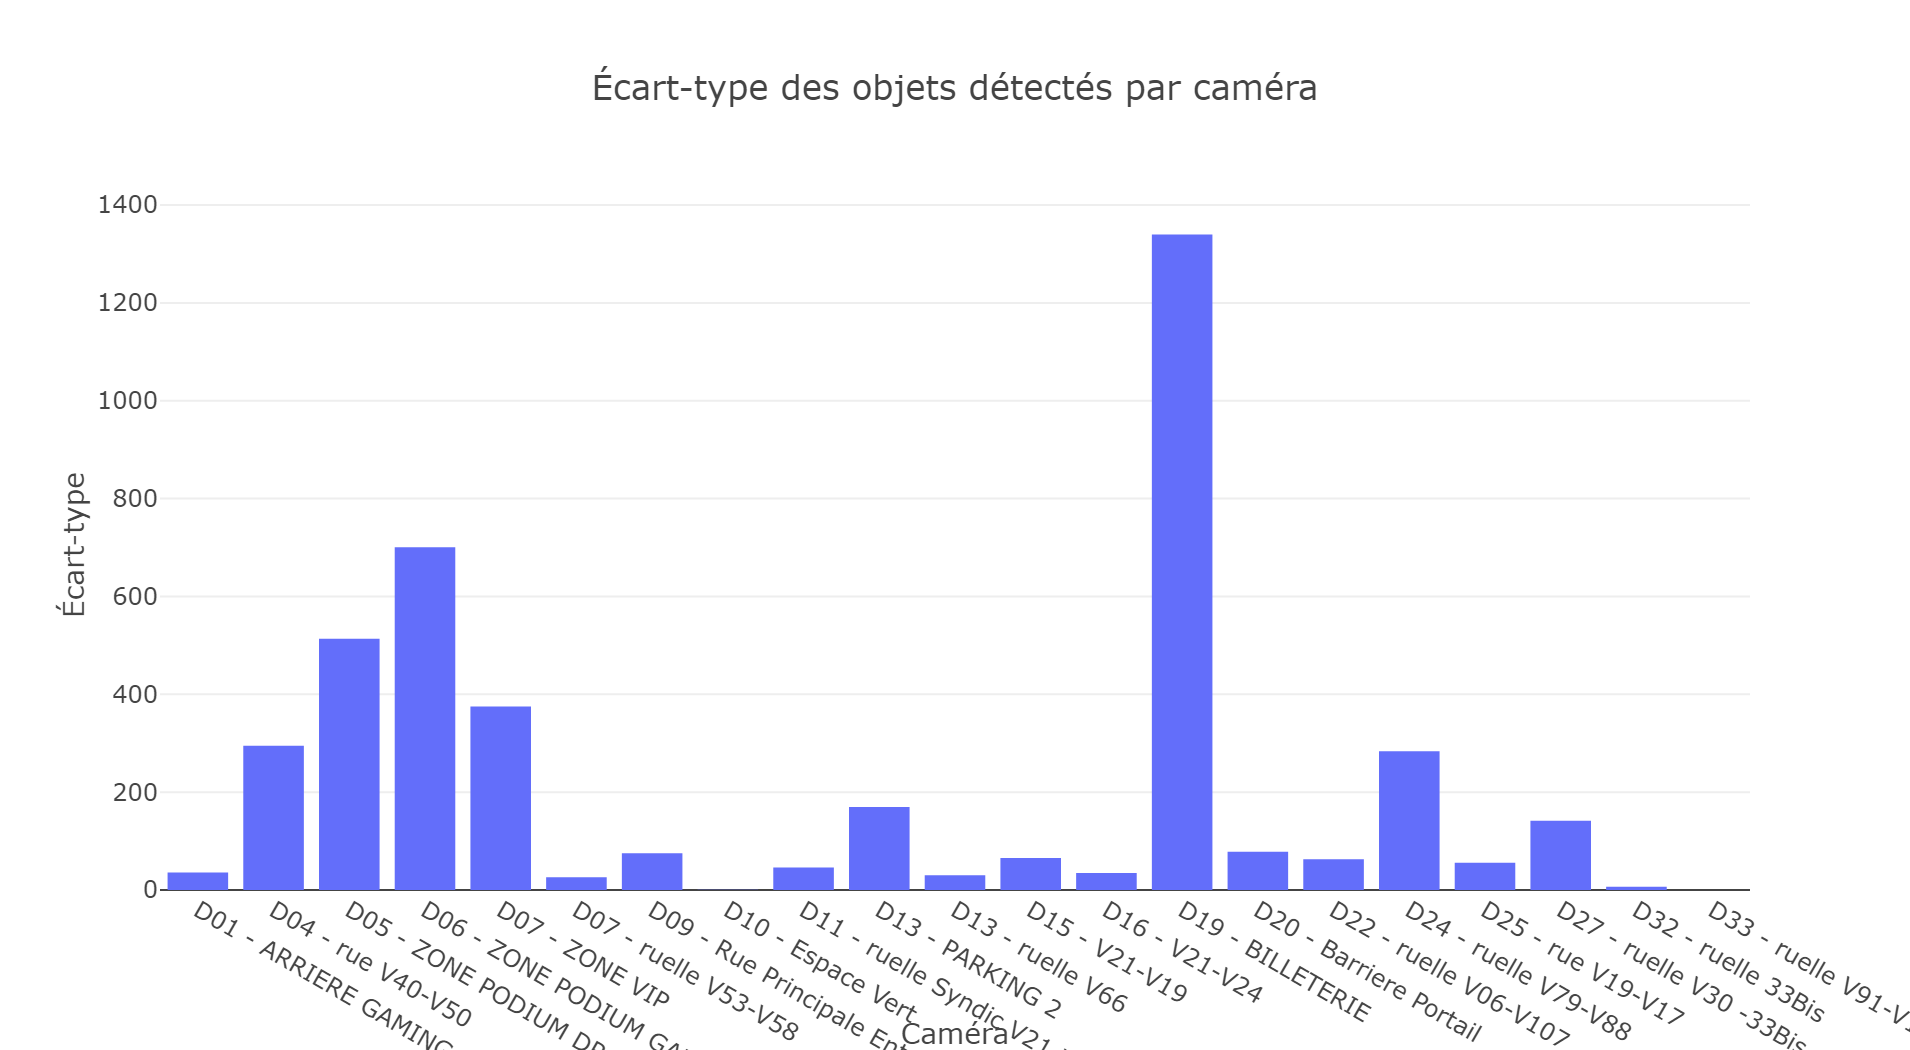 Écart-type des objets détectés par caméra
1400
1200
1000
800
600
400
200
0
Écart-type
D01 - ARRIERE GAMING
D04 - rue V40-V50
D05 - ZONE PODIUM
D06 - ZONE PODIUM
D07 - ZONE VIP
D07 - ruelle V53-V58
D09 - Rue Principale
D10 - Espace Vert
D11 - ruelle Syndic V21
D13 - PARKING 2
D13 - ruelle V66
D15 - V21-V19
D16 - V21-V24
D19 - BILLETERIE
D20 - Barriere Portail
D22 - ruelle V06-V107
D24 - ruelle V79-V88
D25 - rue V19-V17
D27 - ruelle V30 -33Bis
D32 - ruelle 33Bis
D33 - ruelle
Caméra